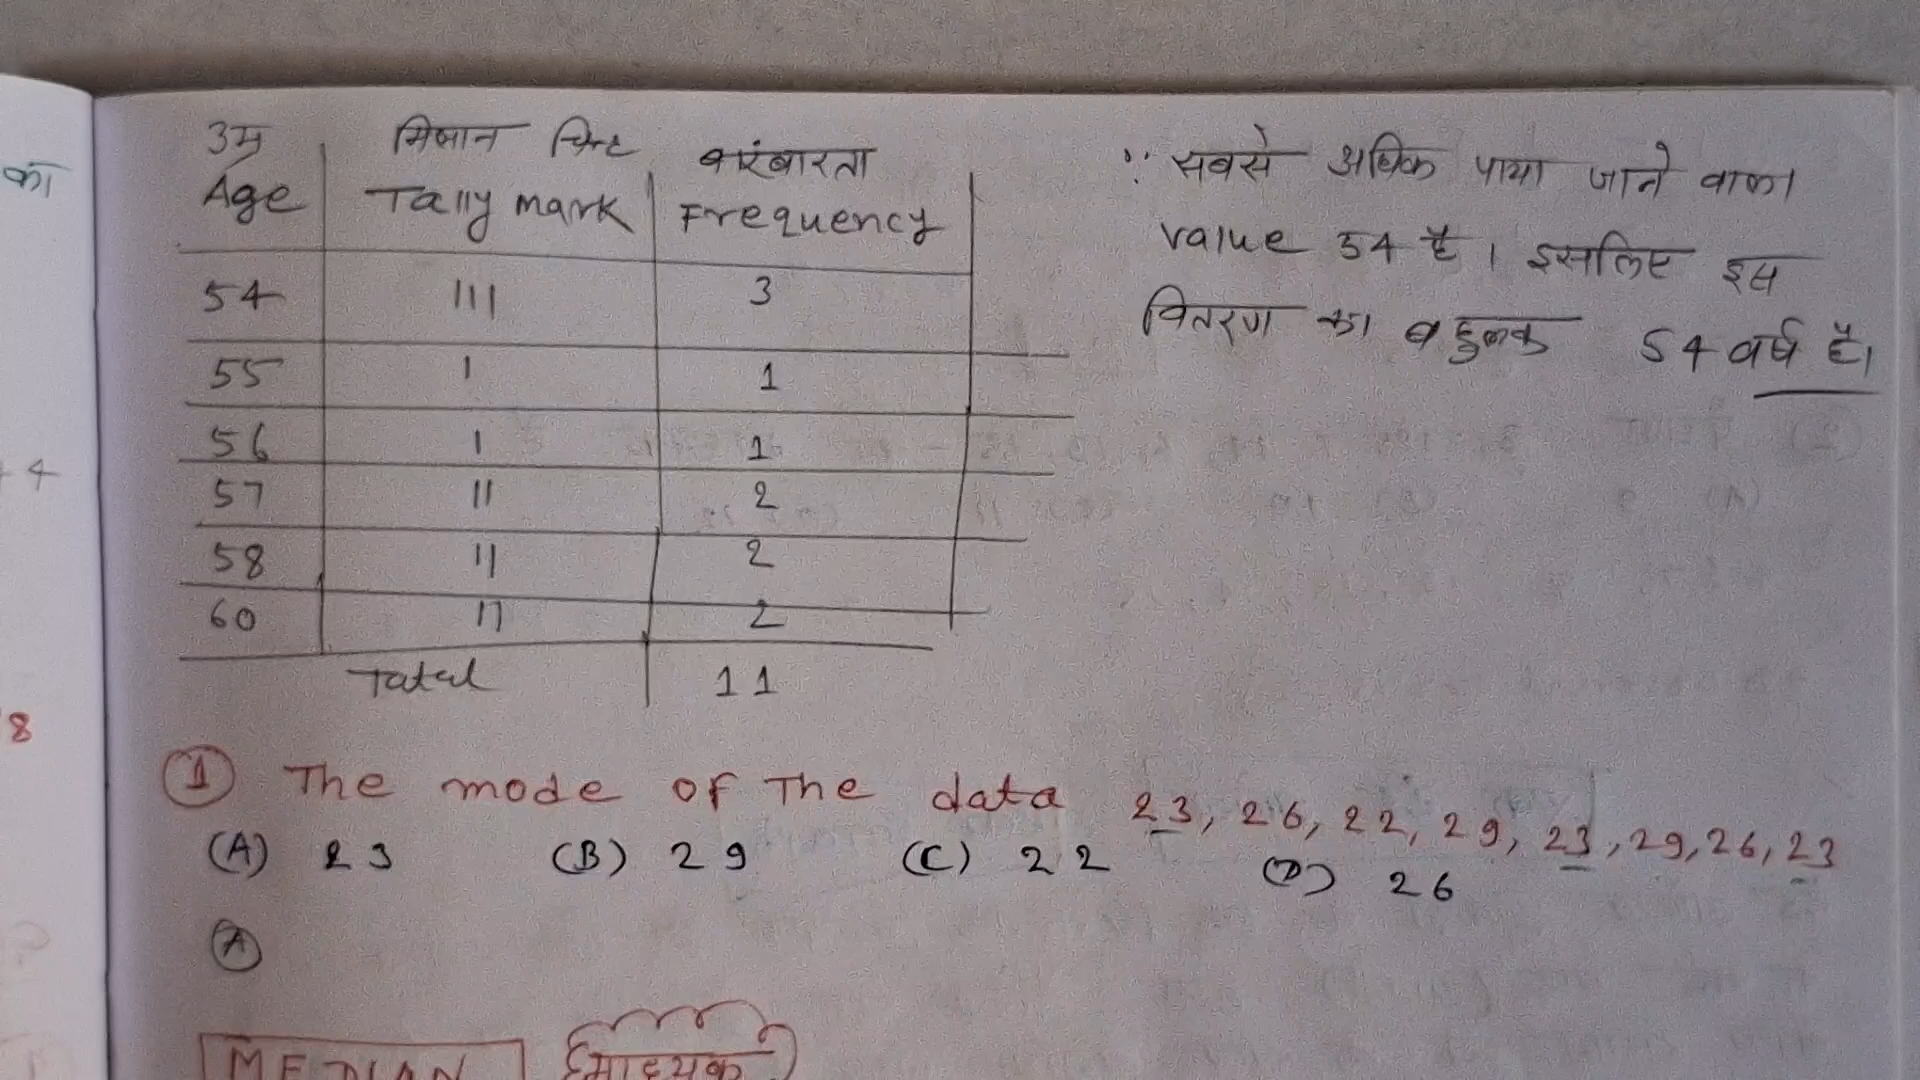 उम्र मिलान चिन्ह बारंबारता
Age Tally mark Frequency
54 ||| 3
55 | 1
56 | 1
57 || 2
58 || 2
60 || 2
Total 11
∵ सबसे अधिक पाया जाने वाला
value 54 है। इसलिए इस
वितरण का बहुलक 54 वर्ष है।
① The mode of The data 23, 26, 22, 29, 23, 29, 26, 23
(A) 23 (B) 29 (C) 22 (D) 26
Ⓐ
MEDIAN माध्यक
का
4
8